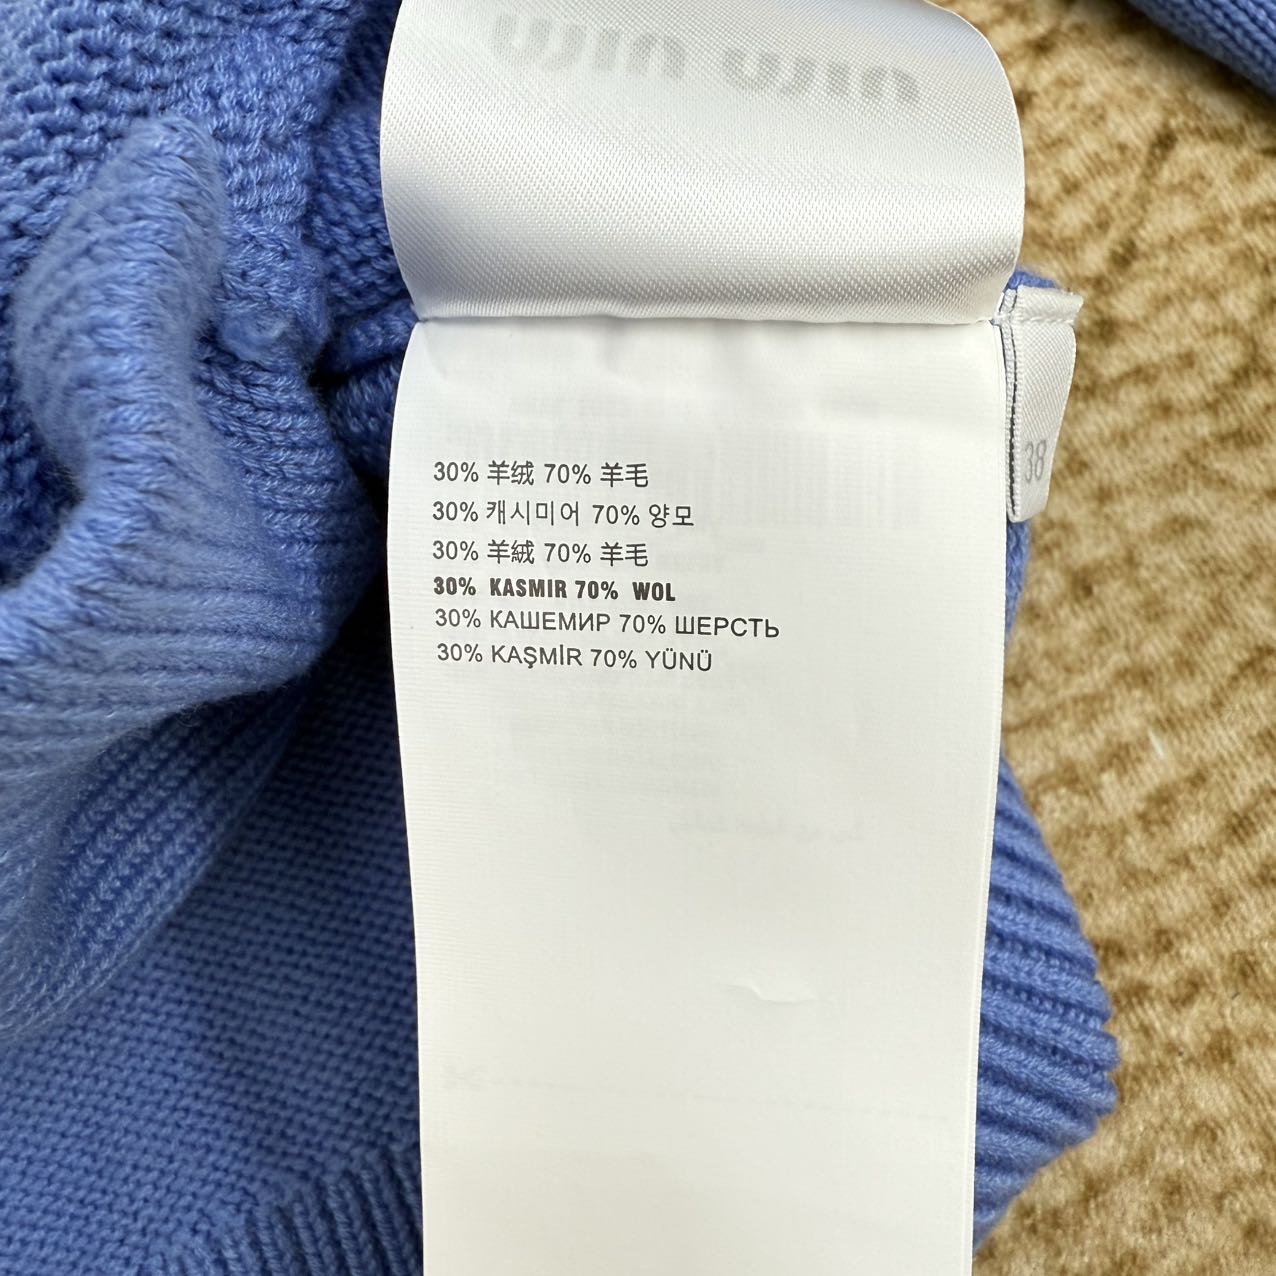 miu miu
30% 羊绒 70% 羊毛
30% 캐시미어 70% 양모
30% 羊絨 70% 羊毛
30% KASMIR 70% WOL
30% КАШЕМИР 70% ШЕРСТЬ
30% KAŞMİR 70% YÜNÜ
38